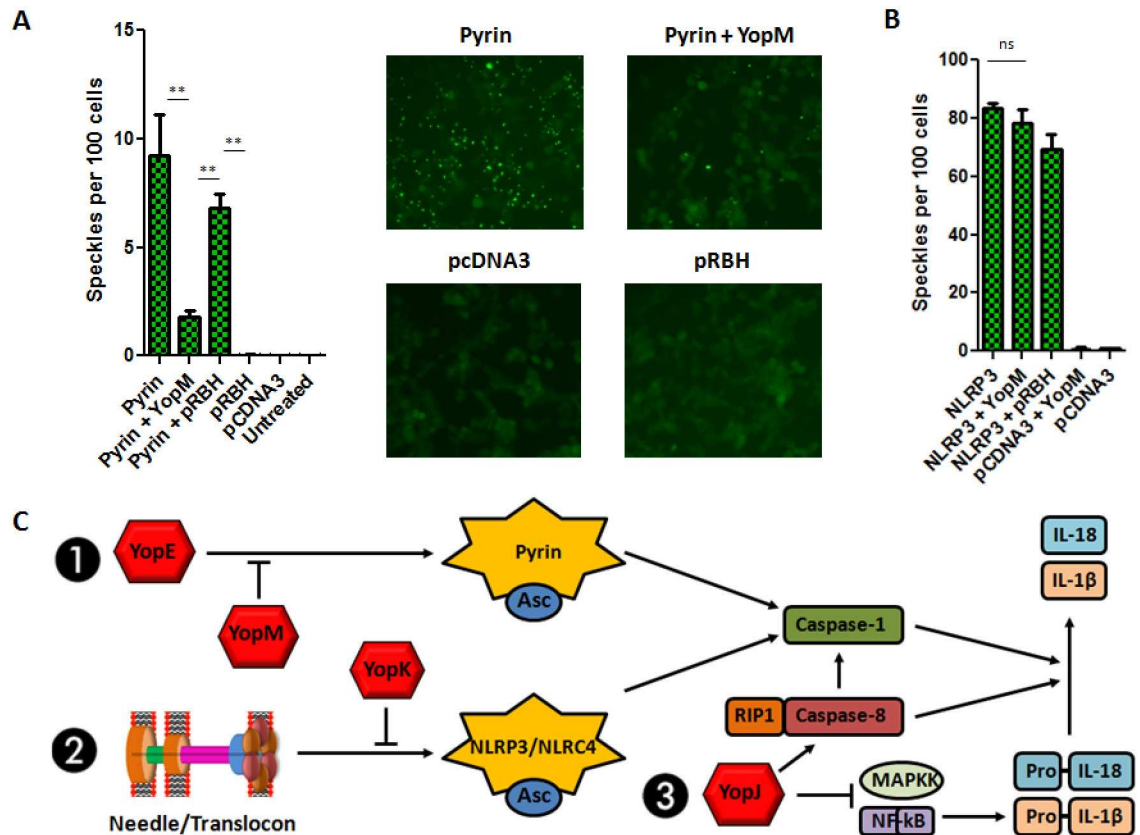 A
15
10
5
0
Speckles per 100 cells
**
**
**
Pyrin
Pyrin + YopM
Pyrin + pRBH
pRBH
pCDNA3
Untreated
Pyrin
Pyrin + YopM
pcDNA3
pRBH
B
ns
100
80
60
40
20
0
Speckles per 100 cells
NLRP3
NLRP3 + YopM
NLRP3 + pRBH
pCDNA3 + YopM
pCDNA3
C
1
YopE
YopM
Pyrin
Asc
YopK
2
Needle/Translocon
NLRP3/NLRC4
Asc
Caspase-1
RIP1
Caspase-8
3
YopJ
MAPKK
NF-kB
IL-18
IL-1β
Pro
IL-18
Pro
IL-1β